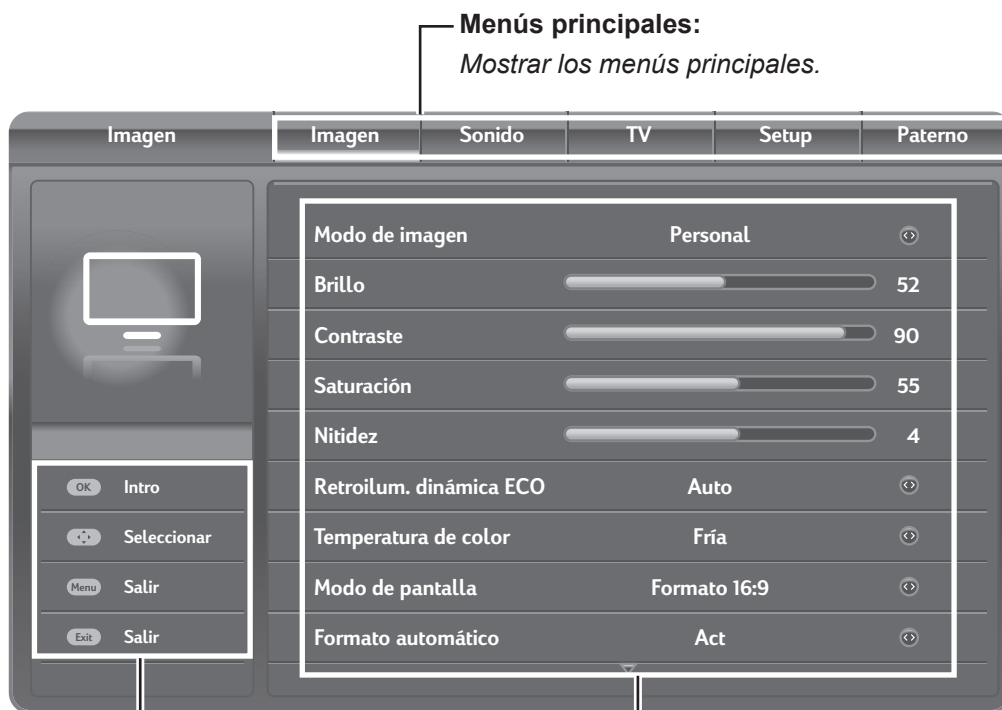 Menús principales:
Mostrar los menús principales.
Imagen
Imagen Sonido TV Setup Paterno
Modo de imagen Personal
Brillo 52
Contraste 90
Saturación 55
Nitidez 4
Retroilum. dinámica ECO Auto
Temperatura de color Fría
Modo de pantalla Formato 16:9
Formato automático Act
OK Intro
Seleccionar
Menu Salir
Exit Salir